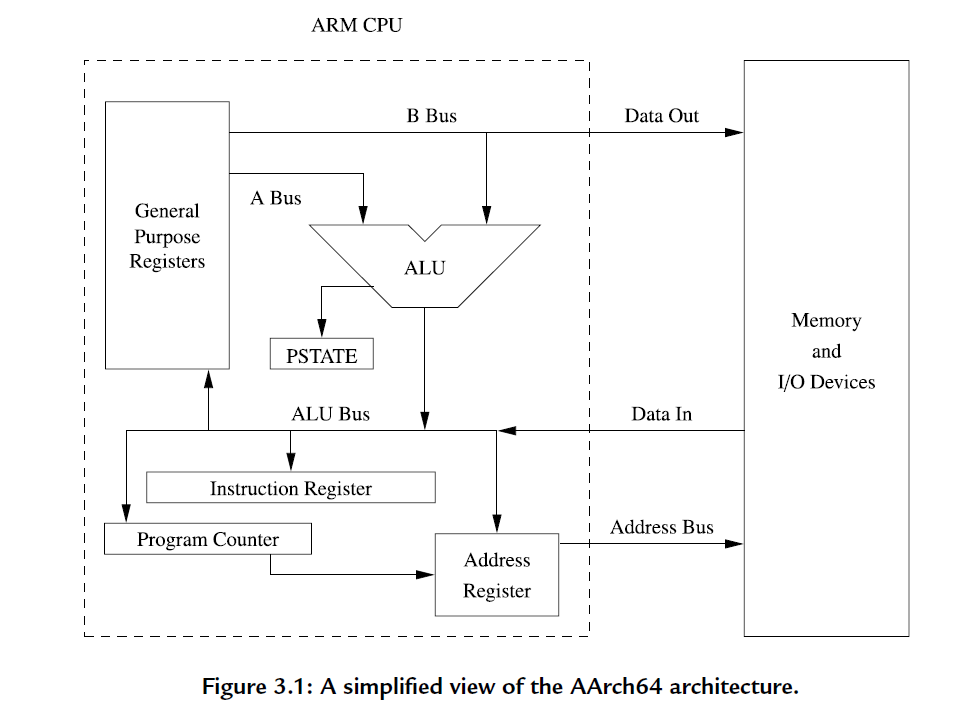 ARM CPU
B Bus
Data Out
A Bus
General
Purpose
Registers
ALU
PSTATE
Memory
and
I/O Devices
ALU Bus
Data In
Instruction Register
Program Counter
Address Bus
Address
Register
Figure 3.1: A simplified view of the AArch64 architecture.